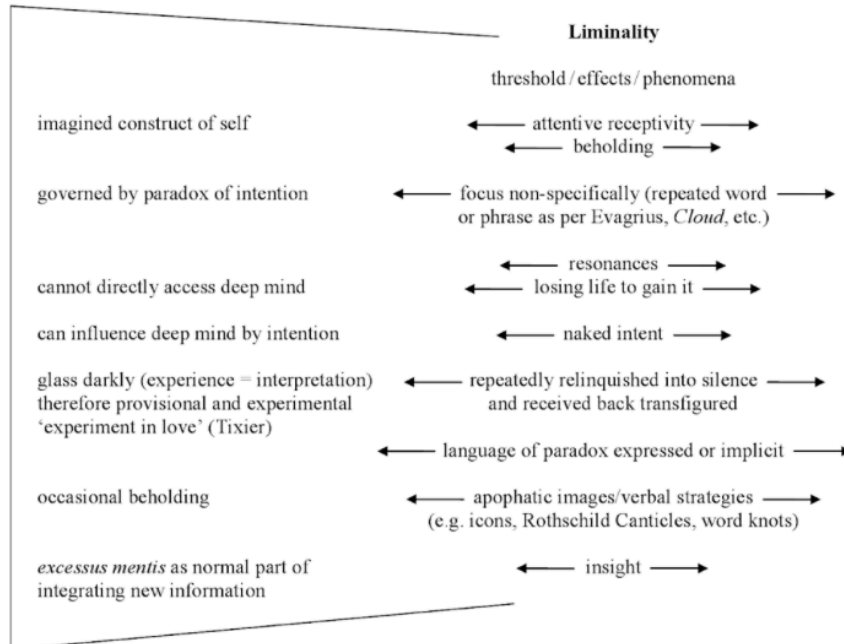 Liminality
threshold/effects/phenomena
imagined construct of self
attentive receptivity
beholding
governed by paradox of intention
focus non-specifically (repeated word
or phrase as per Evagrius, Cloud, etc.)
resonances
cannot directly access deep mind
losing life to gain it
can influence deep mind by intention
naked intent
glass darkly (experience = interpretation)
therefore provisional and experimental
‘experiment in love’ (Tixier)
repeatedly relinquished into silence
and received back transfigured
language of paradox expressed or implicit
occasional beholding
apophatic images/verbal strategies
(e.g. icons, Rothschild Canticles, word knots)
excessus mentis as normal part of
integrating new information
insight